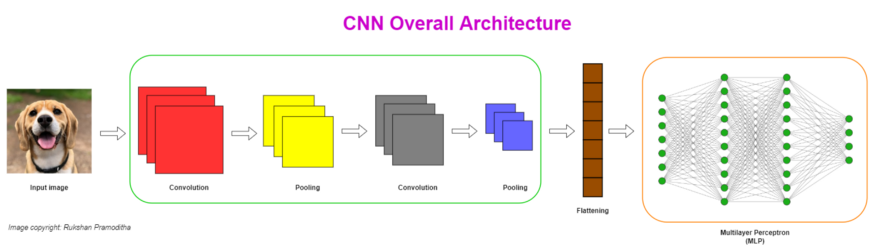 CNN Overall Architecture
Input image
Convolution
Pooling
Convolution
Pooling
Flattening
Multilayer Perceptron
(MLP)
Image copyright: Rukshan Pramoditha